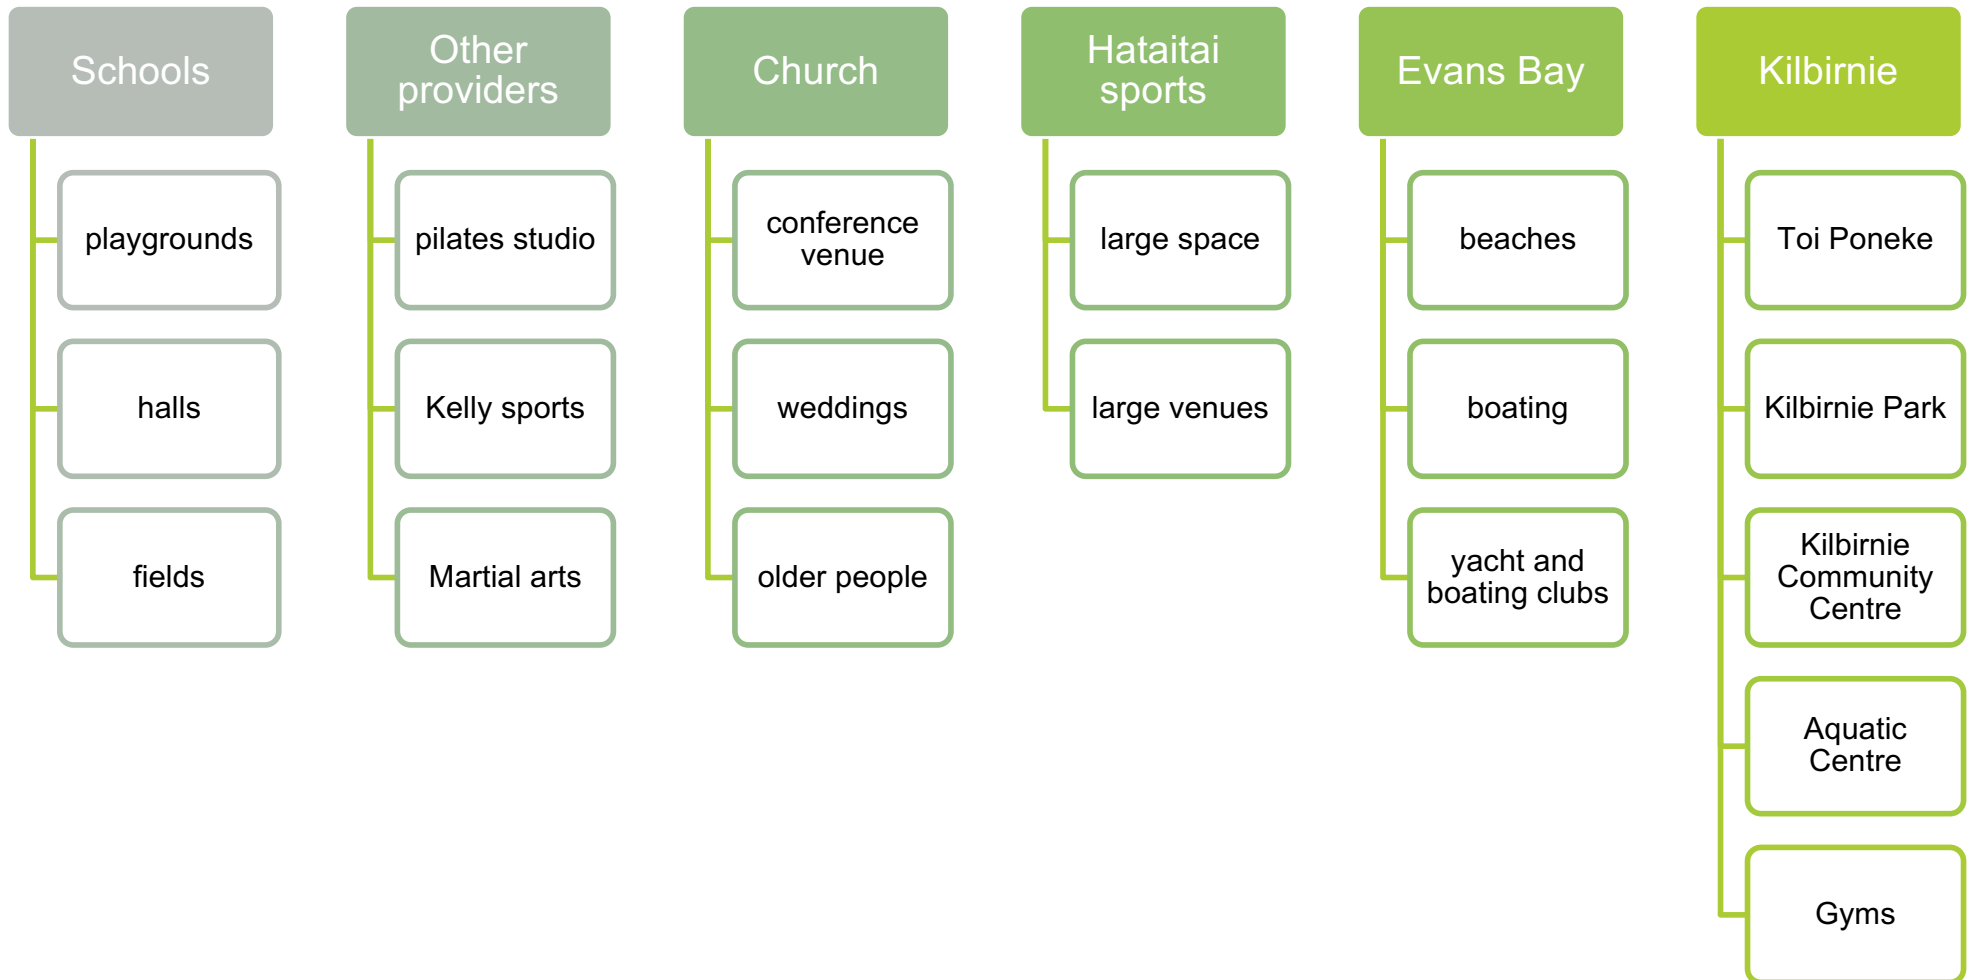 Schools
playgrounds
halls
fields
Other
providers
pilates studio
Kelly sports
Martial arts
Church
conference
venue
weddings
older people
Hataitai
sports
large space
large venues
Evans Bay
beaches
boating
yacht and
boating clubs
Kilbirnie
Toi Poneke
Kilbirnie Park
Kilbirnie
Community
Centre
Aquatic
Centre
Gyms